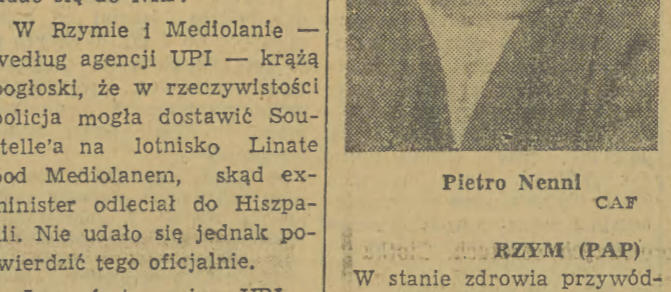 W Rzymie i Mediolanie —
według agencji UPI — krążą
pogłoski, że w rzeczywistości
policja mogła dostawić Sou-
telle'a na lotnisko Linate
pod Mediolanem, skąd ex-
minister odleciał do Hiszpa-
nii. Nie udało się jednak po-
twierdzić tego oficjalnie.
Pietro Nenni
CAF
RZYM (PAP)
W stanie zdrowia przywód-